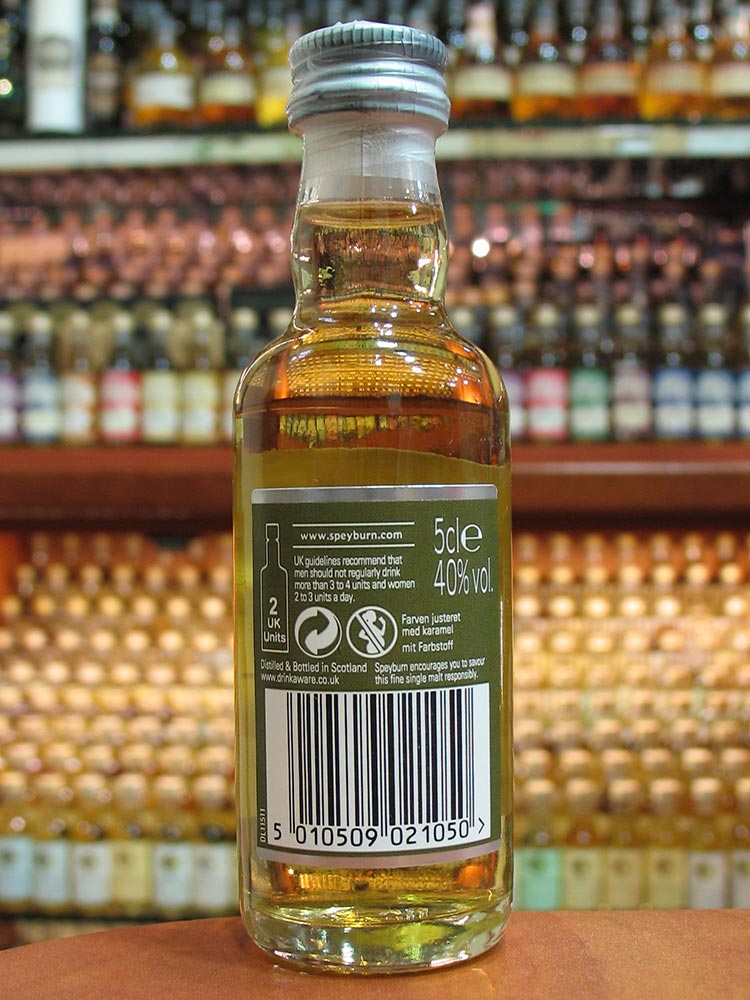 www.speyburn.com
5cl℮
40%vol.
UK guidelines recommend that
men should not regularly drink
more than 3 to 4 units and women
2 to 3 units a day.
2
UK
Units
Farven justeret
med karamel
mit Farbstoff
Distilled & Bottled in Scotland
www.drinkaware.co.uk
Speyburn encourages you to savour
this fine single malt responsibly.
DL11511
5 010509 021050 >